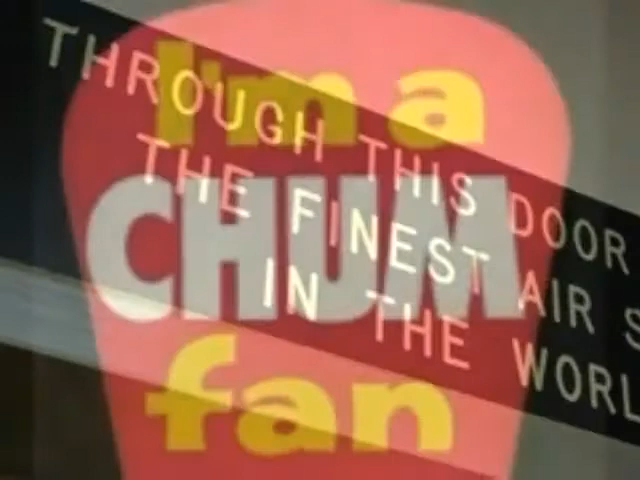 I'm a
CHUM
fan
THROUGH THIS DOOR
THE FINEST AIR S
IN THE WORL